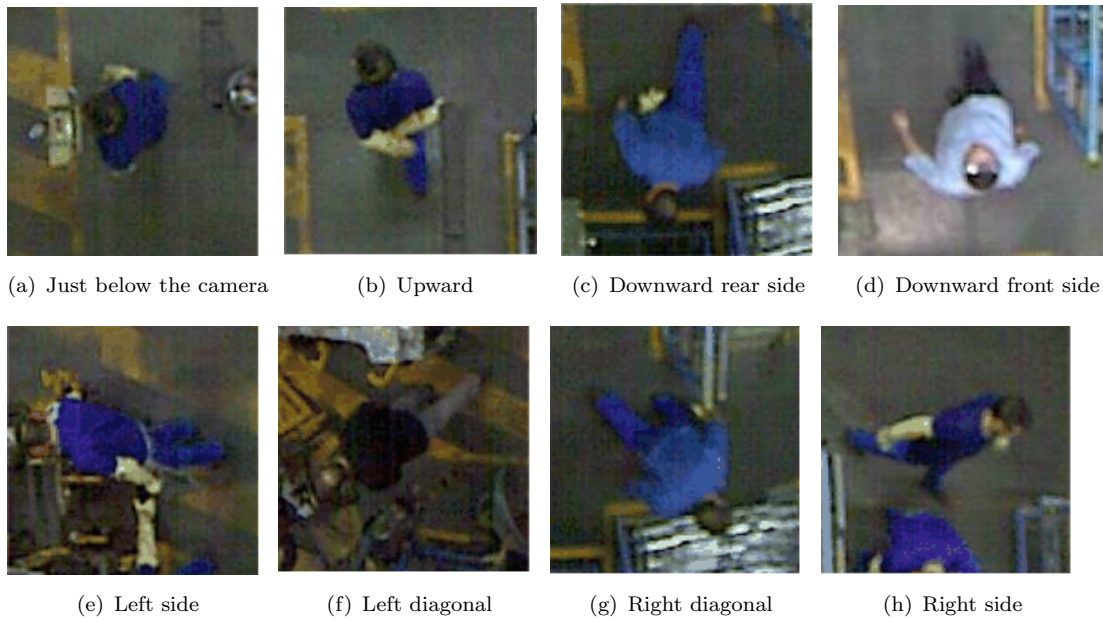 (a) Just below the camera
(b) Upward
(c) Downward rear side
(d) Downward front side
(e) Left side
(f) Left diagonal
(g) Right diagonal
(h) Right side